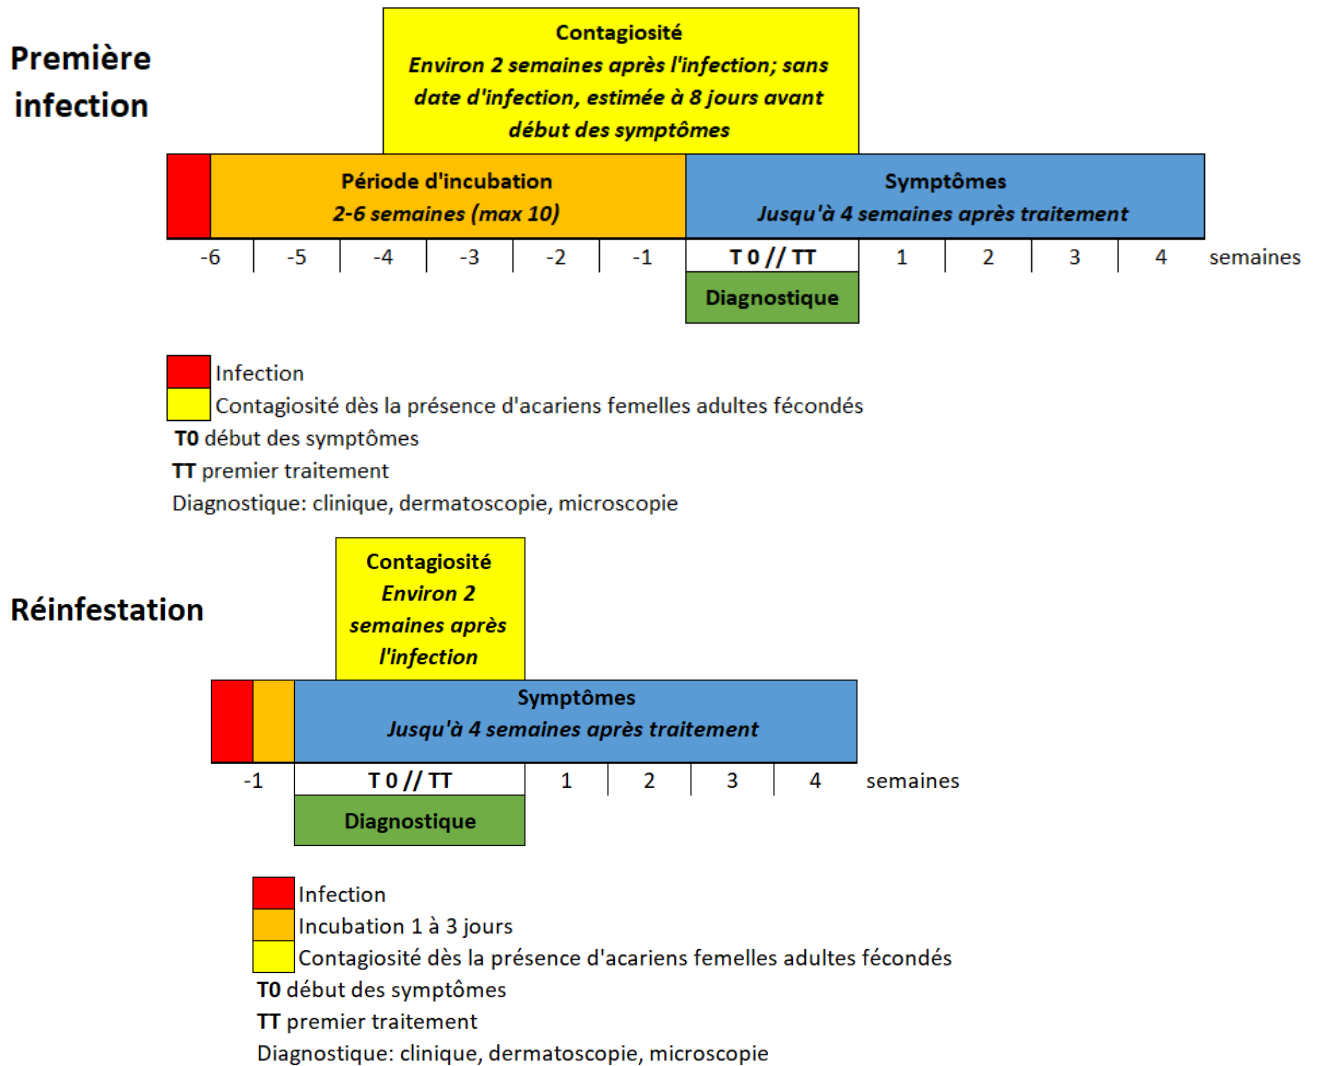 Première
infection
Contagiosité
Environ 2 semaines après l'infection; sans
date d'infection, estimée à 8 jours avant
début des symptômes
Période d'incubation
2-6 semaines (max 10)
Symptômes
Jusqu'à 4 semaines après traitement
-6 -5 -4 -3 -2 -1 T 0 // TT 1 2 3 4 semaines
Diagnostique
Infection
Contagiosité dès la présence d'acariens femelles adultes fécondés
T0 début des symptômes
TT premier traitement
Diagnostique: clinique, dermatoscopie, microscopie
Réinfestation
Contagiosité
Environ 2
semaines après
l'infection
Symptômes
Jusqu'à 4 semaines après traitement
-1 T 0 // TT 1 2 3 4 semaines
Diagnostique
Infection
Incubation 1 à 3 jours
Contagiosité dès la présence d'acariens femelles adultes fécondés
T0 début des symptômes
TT premier traitement
Diagnostique: clinique, dermatoscopie, microscopie